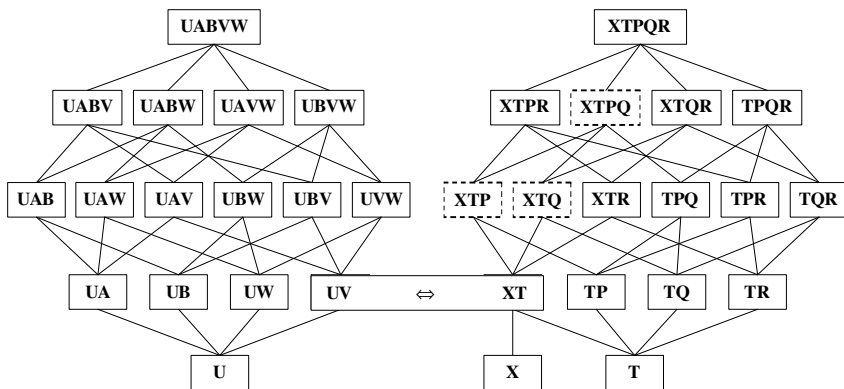 UABVW XTPQR
UABV UABW UAVW UBVW XTPR XTPQ XTQR TPQR
UAB UAW UAV UBW UBV UVW XTP XTQ XTR TPQ TPR TQR
UA UB UW UV ⇔ XT TP TQ TR
U X T